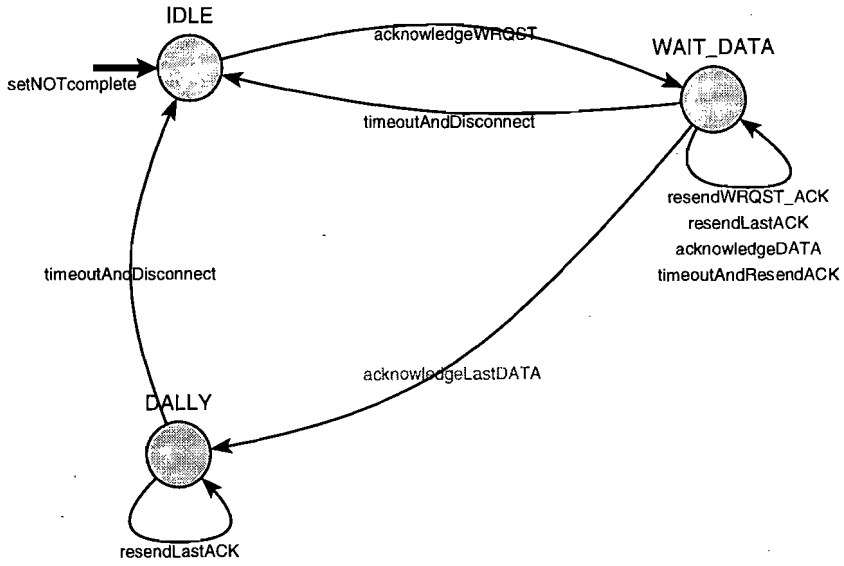 IDLE
acknowledgeWRQST
WAIT_DATA
setNOTcomplete
timeoutAndDisconnect
resendWRQST_ACK
resendLastACK
acknowledgeDATA
timeoutAndResendACK
timeoutAndDisconnect
acknowledgeLastDATA
DALLY
resendLastACK